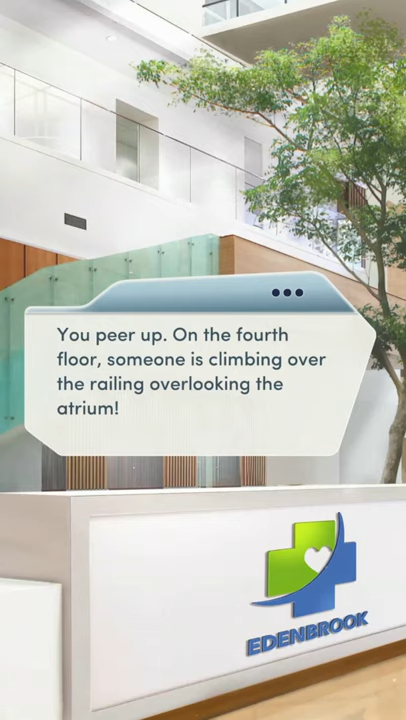 You peer up. On the fourth
floor, someone is climbing over
the railing overlooking the
atrium!
EDENBROOK